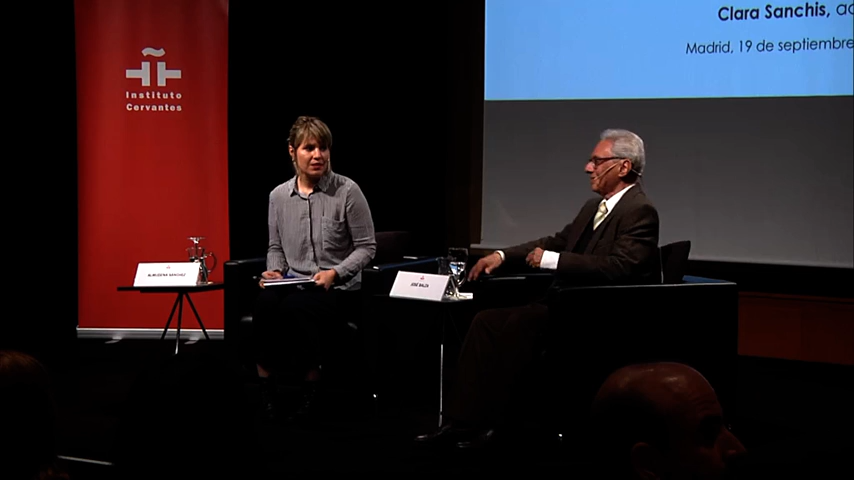 Clara Sanchis,
Madrid, 19 de septiembre
Instituto
Cervantes
ALMUDENA SÁNCHEZ
JOSÉ BALZA